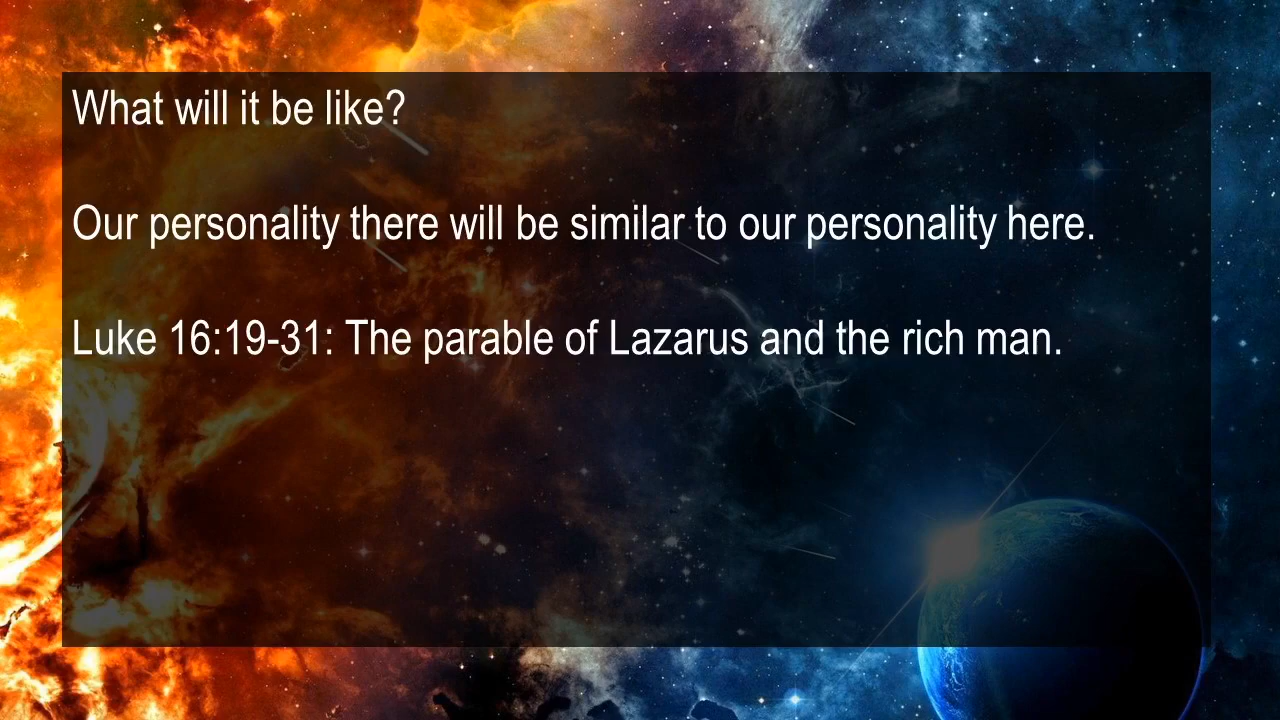 What will it be like?
Our personality there will be similar to our personality here.
Luke 16:19-31: The parable of Lazarus and the rich man.